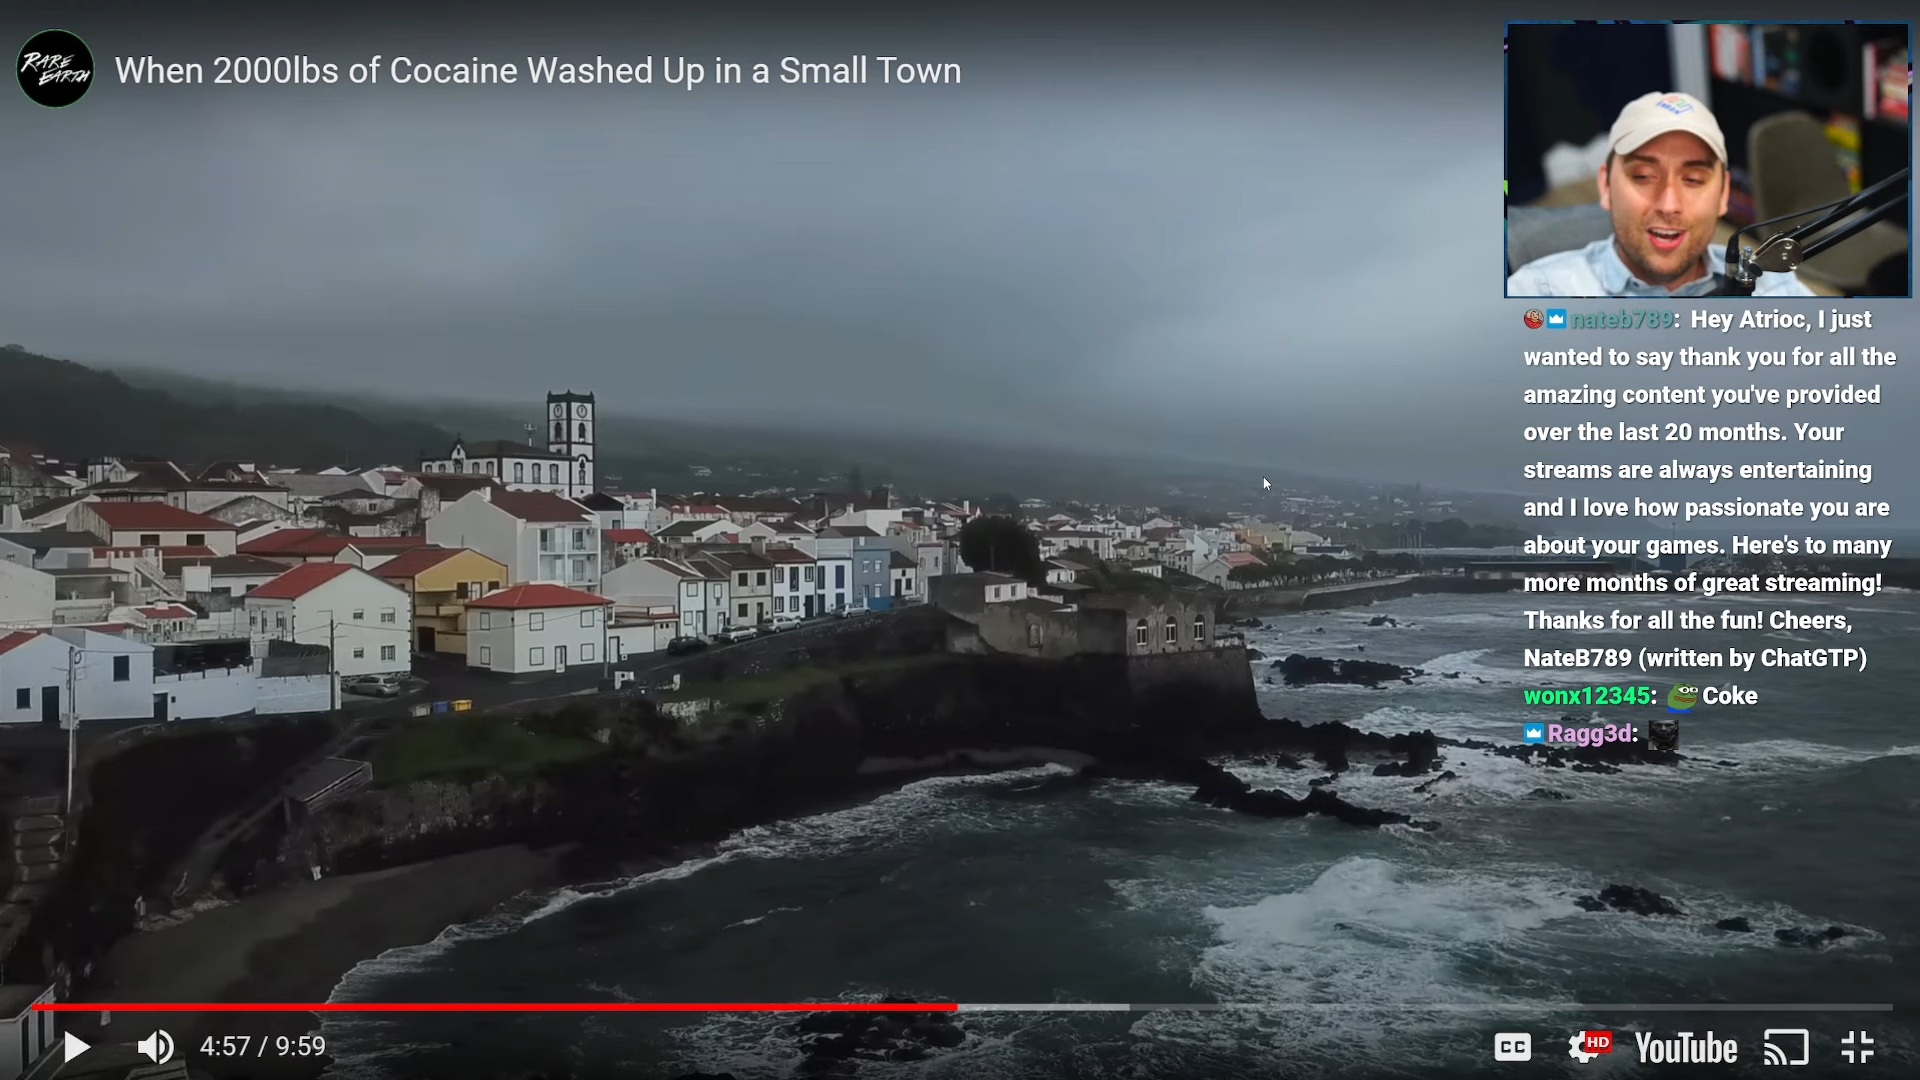 RARE EARTH
When 2000lbs of Cocaine Washed Up in a Small Town
nateb789: Hey Atrioc, I just
wanted to say thank you for all the
amazing content you've provided
over the last 20 months. Your
streams are always entertaining
and I love how passionate you are
about your games. Here's to many
more months of great streaming!
Thanks for all the fun! Cheers,
NateB789 (written by ChatGTP)
wonx12345: Coke
Ragg3d:
4:57 / 9:59
CC
HD
YouTube